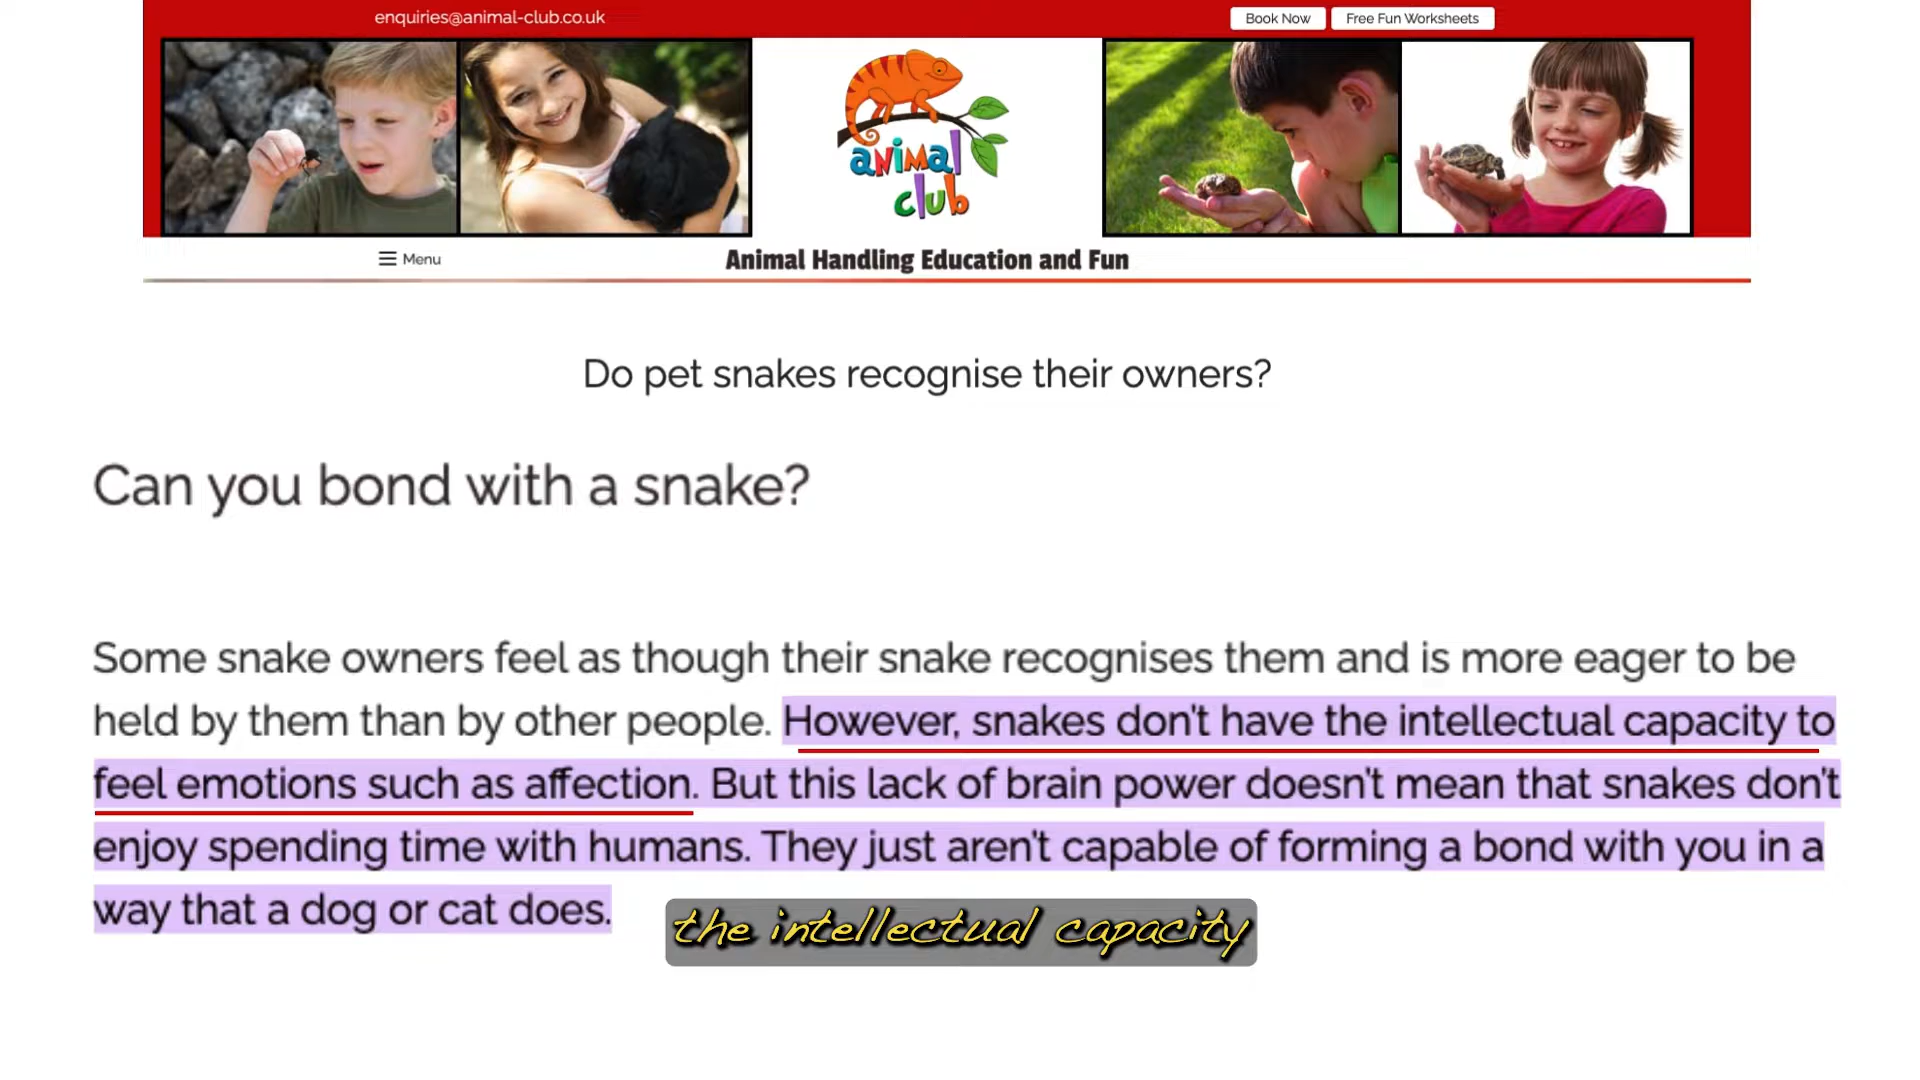 enquiries@animal-club.co.uk
Book Now
Free Fun Worksheets
animal
club
Menu
Animal Handling Education and Fun
Do pet snakes recognise their owners?
Can you bond with a snake?
Some snake owners feel as though their snake recognises them and is more eager to be
held by them than by other people. However, snakes don't have the intellectual capacity to
feel emotions such as affection. But this lack of brain power doesn't mean that snakes don't
enjoy spending time with humans. They just aren't capable of forming a bond with you in a
way that a dog or cat does.
the intellectual capacity